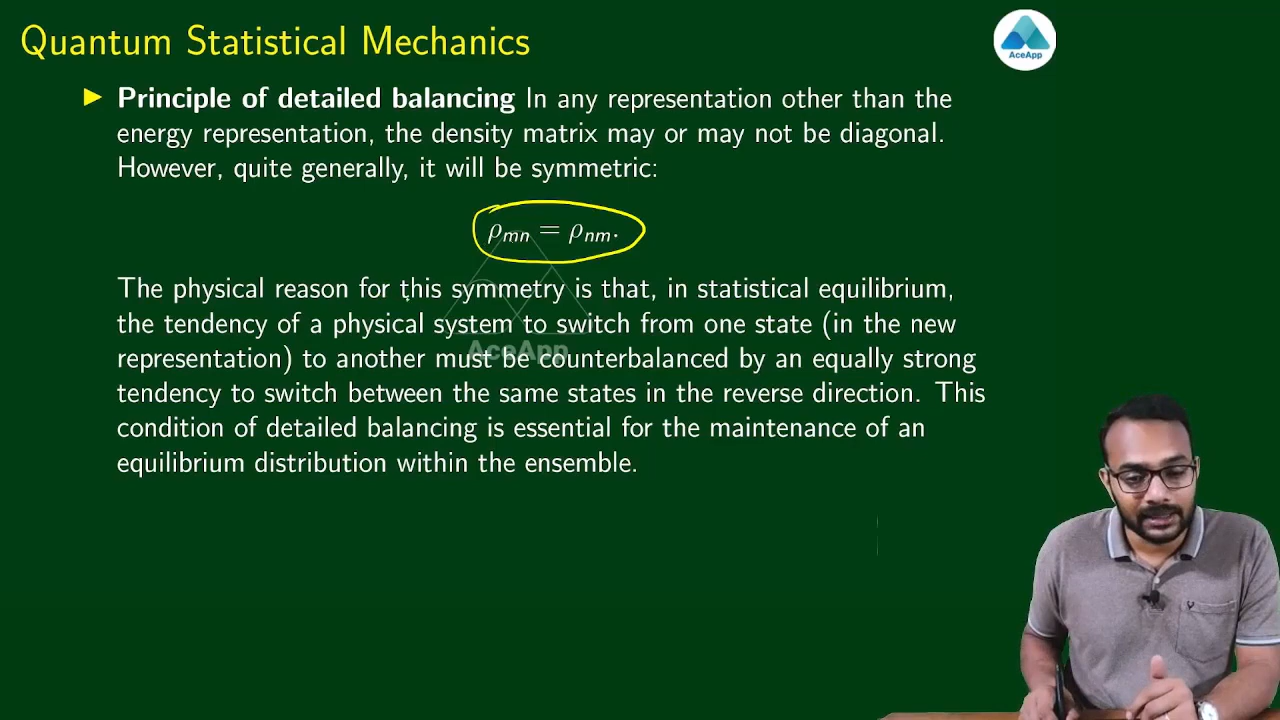 Quantum Statistical Mechanics
AceApp
▶ Principle of detailed balancing In any representation other than the
energy representation, the density matrix may or may not be diagonal.
However, quite generally, it will be symmetric:
ρmn = ρnm.
The physical reason for this symmetry is that, in statistical equilibrium,
the tendency of a physical system to switch from one state (in the new
representation) to another must be counterbalanced by an equally strong
AceApp
tendency to switch between the same states in the reverse direction. This
condition of detailed balancing is essential for the maintenance of an
equilibrium distribution within the ensemble.